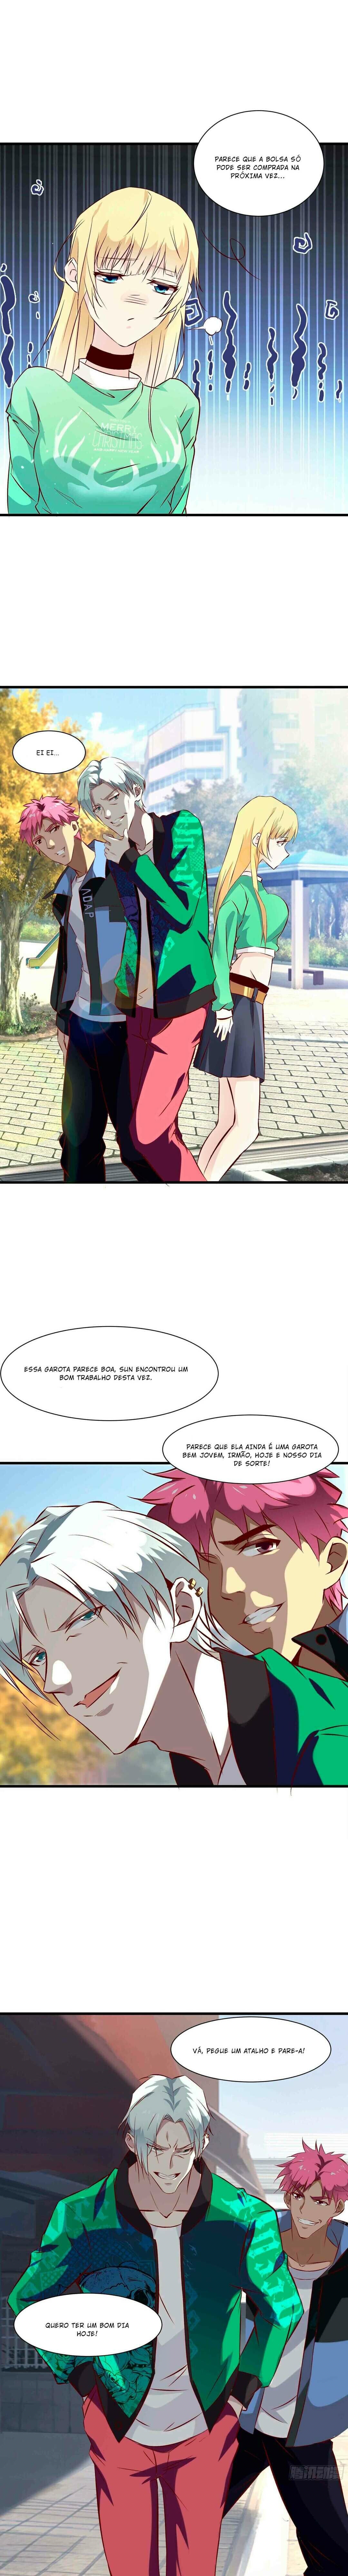 PARECE QUE A BOLSA SÓ
PODE SER COMPRADA NA
PRÓXIMA VEZ...
MERRY
CHRISTMAS
EI EI...
ADAP
ESSA GAROTA PARECE BOA, SUN ENCONTROU UM
BOM TRABALHO DESTA VEZ.
PARECE QUE ELA AINDA É UMA GAROTA
BEM JOVEM, IRMÃO, HOJE E NOSSO DIA
DE SORTE!
VÁ, PEGUE UM ATALHO E PARE-A!
QUERO TER UM BOM DIA
HOJE!